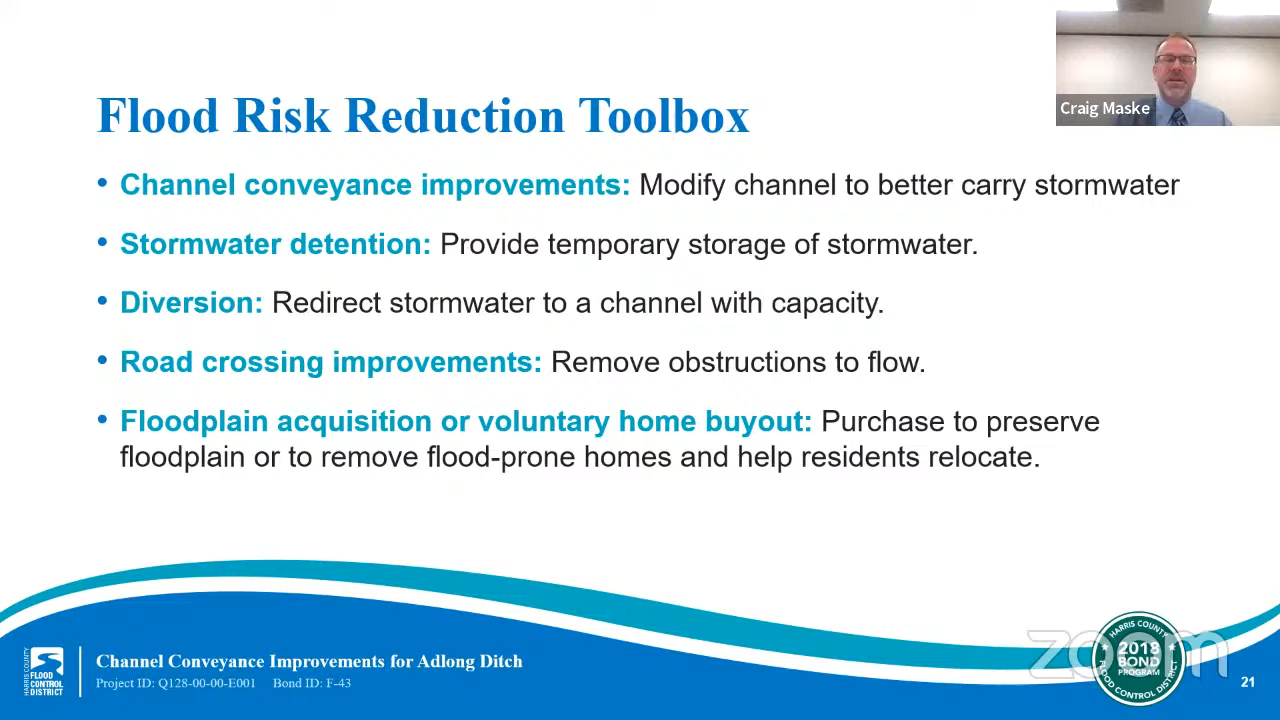 Craig Maske
Flood Risk Reduction Toolbox
• Channel conveyance improvements: Modify channel to better carry stormwater
• Stormwater detention: Provide temporary storage of stormwater.
• Diversion: Redirect stormwater to a channel with capacity.
• Road crossing improvements: Remove obstructions to flow.
• Floodplain acquisition or voluntary home buyout: Purchase to preserve
floodplain or to remove flood-prone homes and help residents relocate.
HARRIS COUNTY
FLOOD
CONTROL
DISTRICT
Channel Conveyance Improvements for Adlong Ditch
Project ID: Q128-00-00-E001 Bond ID: F-43
zoom
HARRIS COUNTY
2018
BOND
PROGRAM
FLOOD CONTROL DISTRICT
21